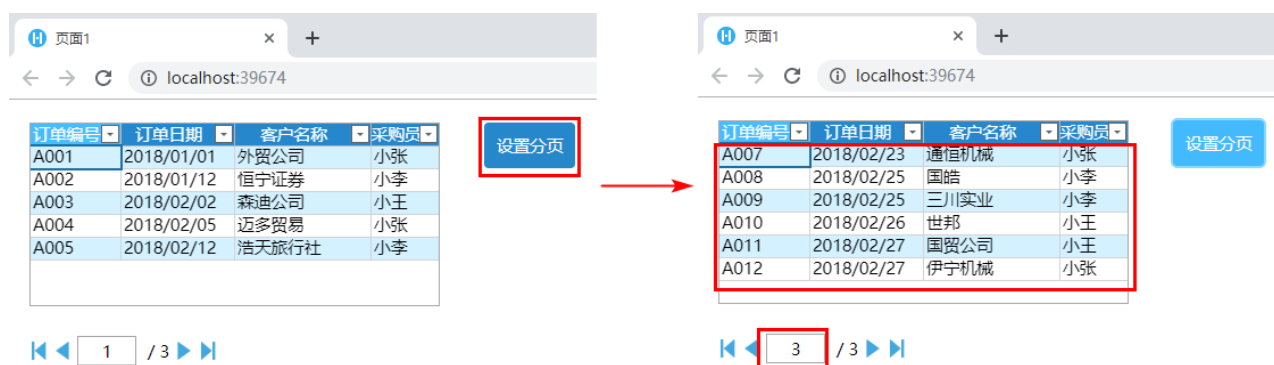 页面1
localhost:39674
订单编号 订单日期 客户名称 采购员
A001 2018/01/01 外贸公司 小张
A002 2018/01/12 恒宁证券 小李
A003 2018/02/02 森迪公司 小王
A004 2018/02/05 迈多贸易 小张
A005 2018/02/12 浩天旅行社 小李
设置分页
1 / 3
页面1
localhost:39674
订单编号 订单日期 客户名称 采购员
A007 2018/02/23 通恒机械 小张
A008 2018/02/25 国皓 小李
A009 2018/02/25 三川实业 小李
A010 2018/02/26 世邦 小王
A011 2018/02/27 国贸公司 小王
A012 2018/02/27 伊宁机械 小张
设置分页
3 / 3